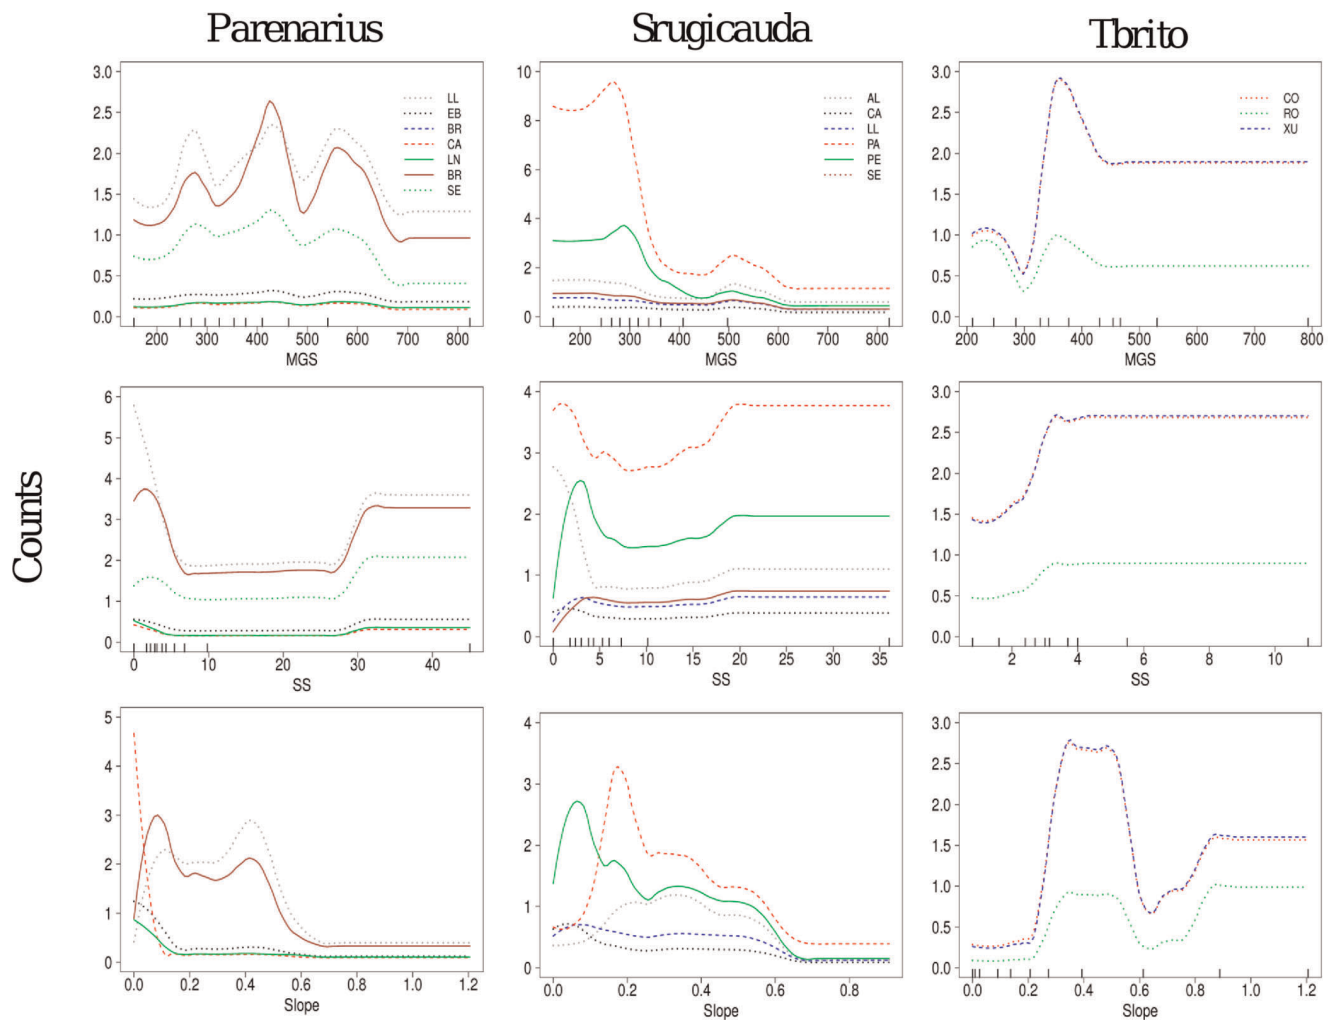 Parenarius Srugicauda Tbrito
Counts
3.0
2.5
2.0
1.5
1.0
0.5
0.0
LL
EB
BR
CA
LN
BR
SE
200 300 400 500 600 700 800
MGS
10
8
6
4
2
0
AL
CA
LL
PA
PE
SE
200 300 400 500 600 700 800
MGS
3.0
2.5
2.0
1.5
1.0
0.5
0.0
CO
RO
XU
200 300 400 500 600 700 800
MGS
6
5
4
3
2
1
0
0 10 20 30 40
SS
4
3
2
1
0
0 5 10 15 20 25 30 35
SS
3.0
2.5
2.0
1.5
1.0
0.5
0.0
2 4 6 8 10
SS
5
4
3
2
1
0
0.0 0.2 0.4 0.6 0.8 1.0 1.2
Slope
4
3
2
1
0
0.0 0.2 0.4 0.6 0.8
Slope
3.0
2.5
2.0
1.5
1.0
0.5
0.0
0.0 0.2 0.4 0.6 0.8 1.0 1.2
Slope